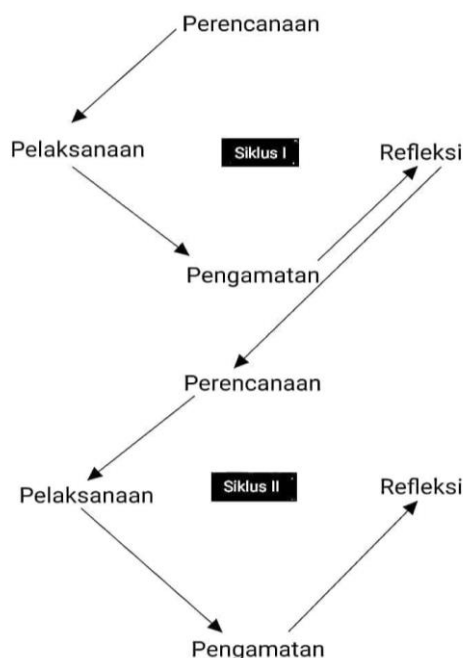 Perencanaan
Pelaksanaan
Siklus I
Refleksi
Pengamatan
Perencanaan
Pelaksanaan
Siklus II
Refleksi
Pengamatan